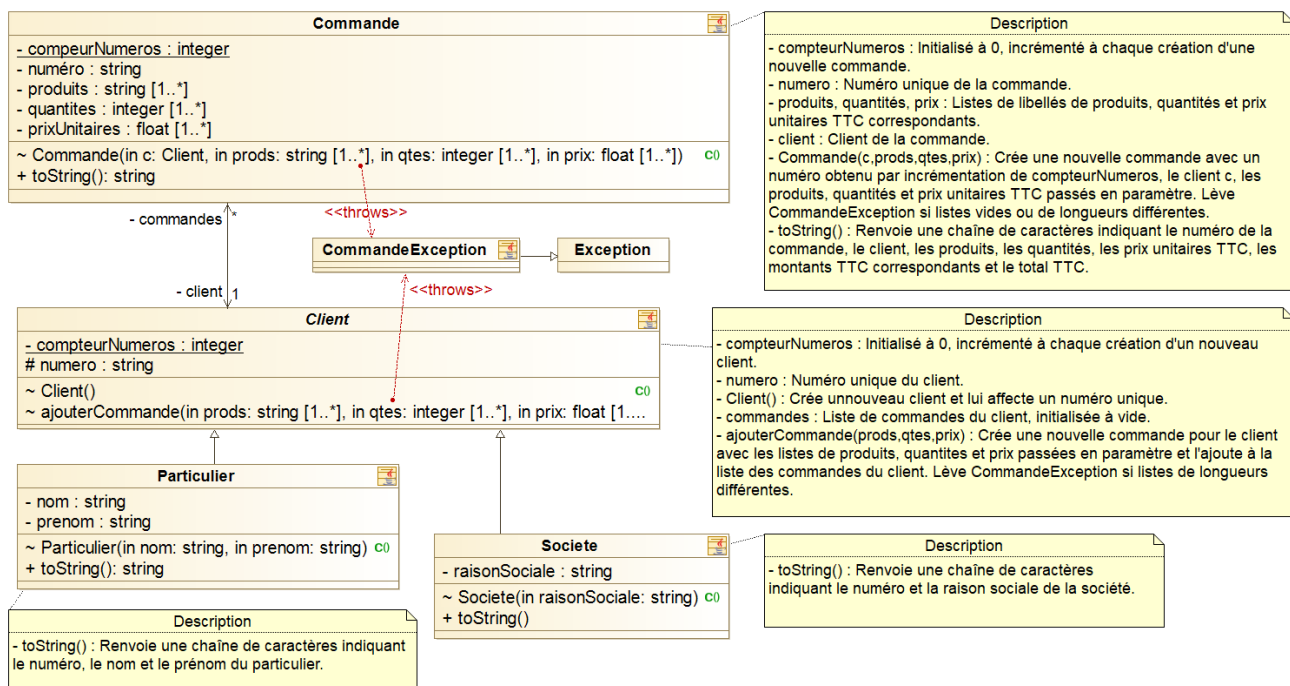 Commande
- compeurNumeros : integer
- numéro : string
- produits : string [1..*]
- quantites : integer [1..*]
- prixUnitaires : float [1..*]
~ Commande(in c: Client, in prods: string [1..*], in qtes: integer [1..*], in prix: float [1..*]) C()
+ toString(): string
Description
- compteurNumeros : Initialisé à 0, incrémenté à chaque création d'une
nouvelle commande.
- numero : Numéro unique de la commande.
- produits, quantités, prix : Listes de libellés de produits, quantités et prix
unitaires TTC correspondants.
- client : Client de la commande.
- Commande(c,prods,qtes,prix) : Crée une nouvelle commande avec un
numéro obtenu par incrémentation de compteurNumeros, le client c, les
produits, quantités et prix unitaires TTC passés en paramètre. Lève
CommandeException si listes vides ou de longueurs différentes.
- toString() : Renvoie une chaîne de caractères indiquant le numéro de la
commande, le client, les produits, les quantités, les prix unitaires TTC, les
montants TTC correspondants et le total TTC.
- commandes *
<<throws>>
CommandeException
Exception
<<throws>>
- client 1
Client
- compteurNumeros : integer
# numero : string
~ Client() C()
~ ajouterCommande(in prods: string [1..*], in qtes: integer [1..*], in prix: float [1....
Description
- compteurNumeros : Initialisé à 0, incrémenté à chaque création d'un nouveau
client.
- numero : Numéro unique du client.
- Client() : Crée unnouveau client et lui affecte un numéro unique.
- commandes : Liste de commandes du client, initialisée à vide.
- ajouterCommande(prods,qtes,prix) : Crée une nouvelle commande pour le client
avec les listes de produits, quantites et prix passées en paramètre et l'ajoute à la
liste des commandes du client. Lève CommandeException si listes de longueurs
différentes.
Particulier
- nom : string
- prenom : string
~ Particulier(in nom: string, in prenom: string) C()
+ toString(): string
Societe
- raisonSociale : string
~ Societe(in raisonSociale: string) C()
+ toString()
Description
- toString() : Renvoie une chaîne de caractères
indiquant le numéro et la raison sociale de la société.
Description
- toString() : Renvoie une chaîne de caractères indiquant
le numéro, le nom et le prénom du particulier.